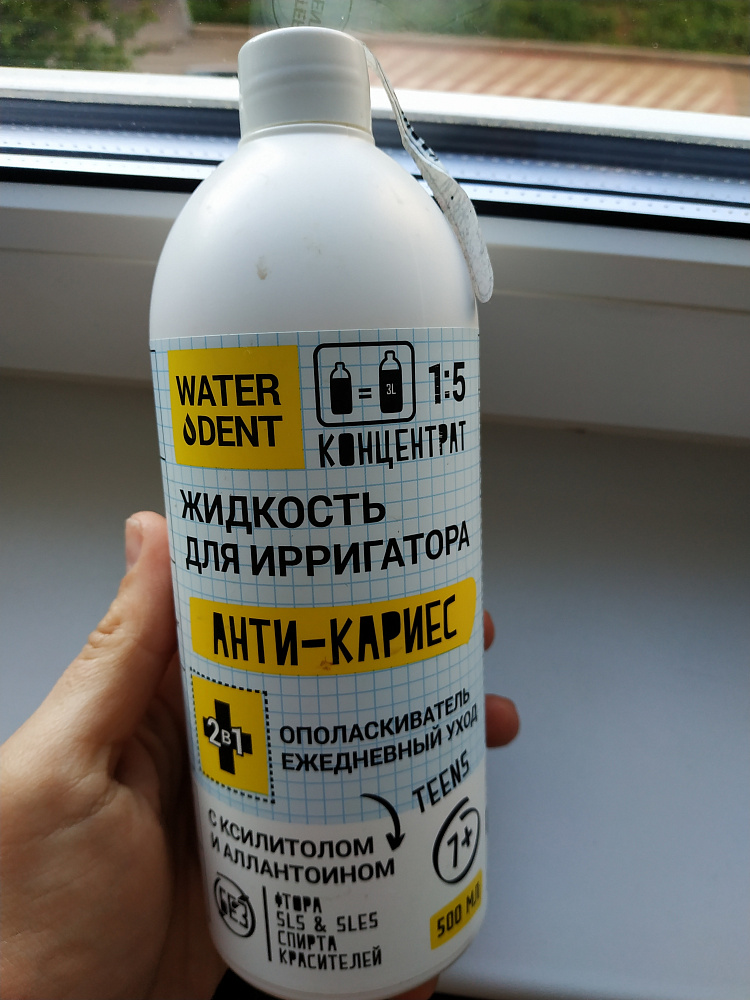 WATER
DENT
3L
1:5
КОНЦЕНТРАТ
ЖИДКОСТЬ
ДЛЯ ИРРИГАТОРА
АНТИ-КАРИЕС
2в1
ОПОЛАСКИВАТЕЛЬ
ЕЖЕДНЕВНЫЙ УХОД
TEENS
7+
С КСИЛИТОЛОМ
И АЛЛАНТОИНОМ
БЕЗ
ФТОРА
SLS & SLES
СПИРТА
КРАСИТЕЛЕЙ
500 МЛ